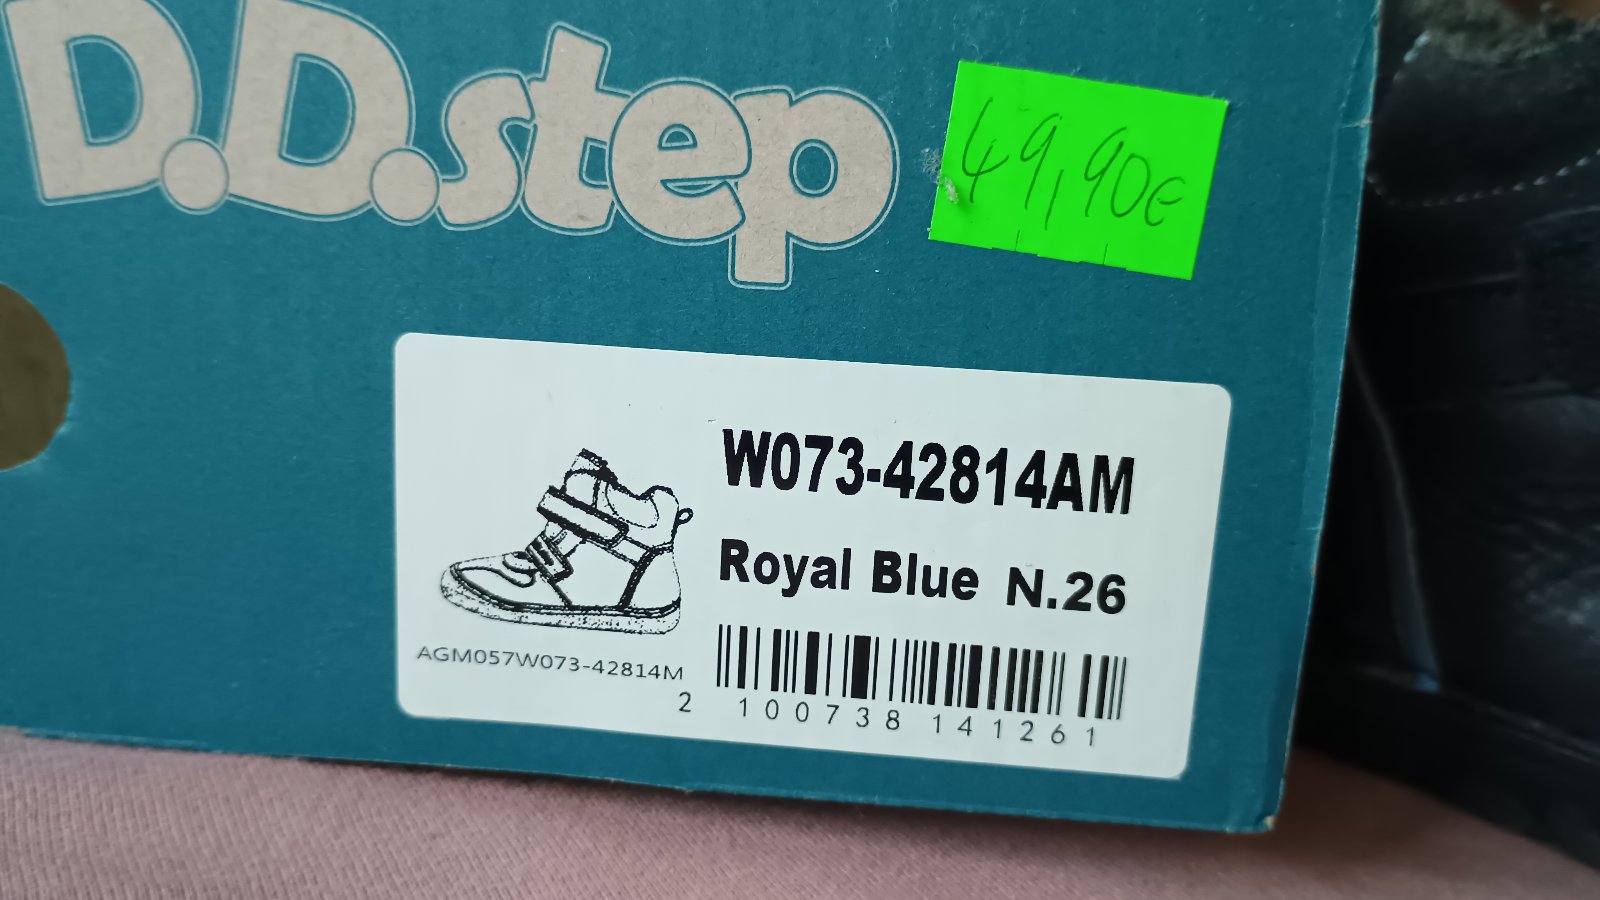 D.D.step
49,90€
W073-42814AM
Royal Blue N.26
AGM057W073-42814M
2 100738 141261